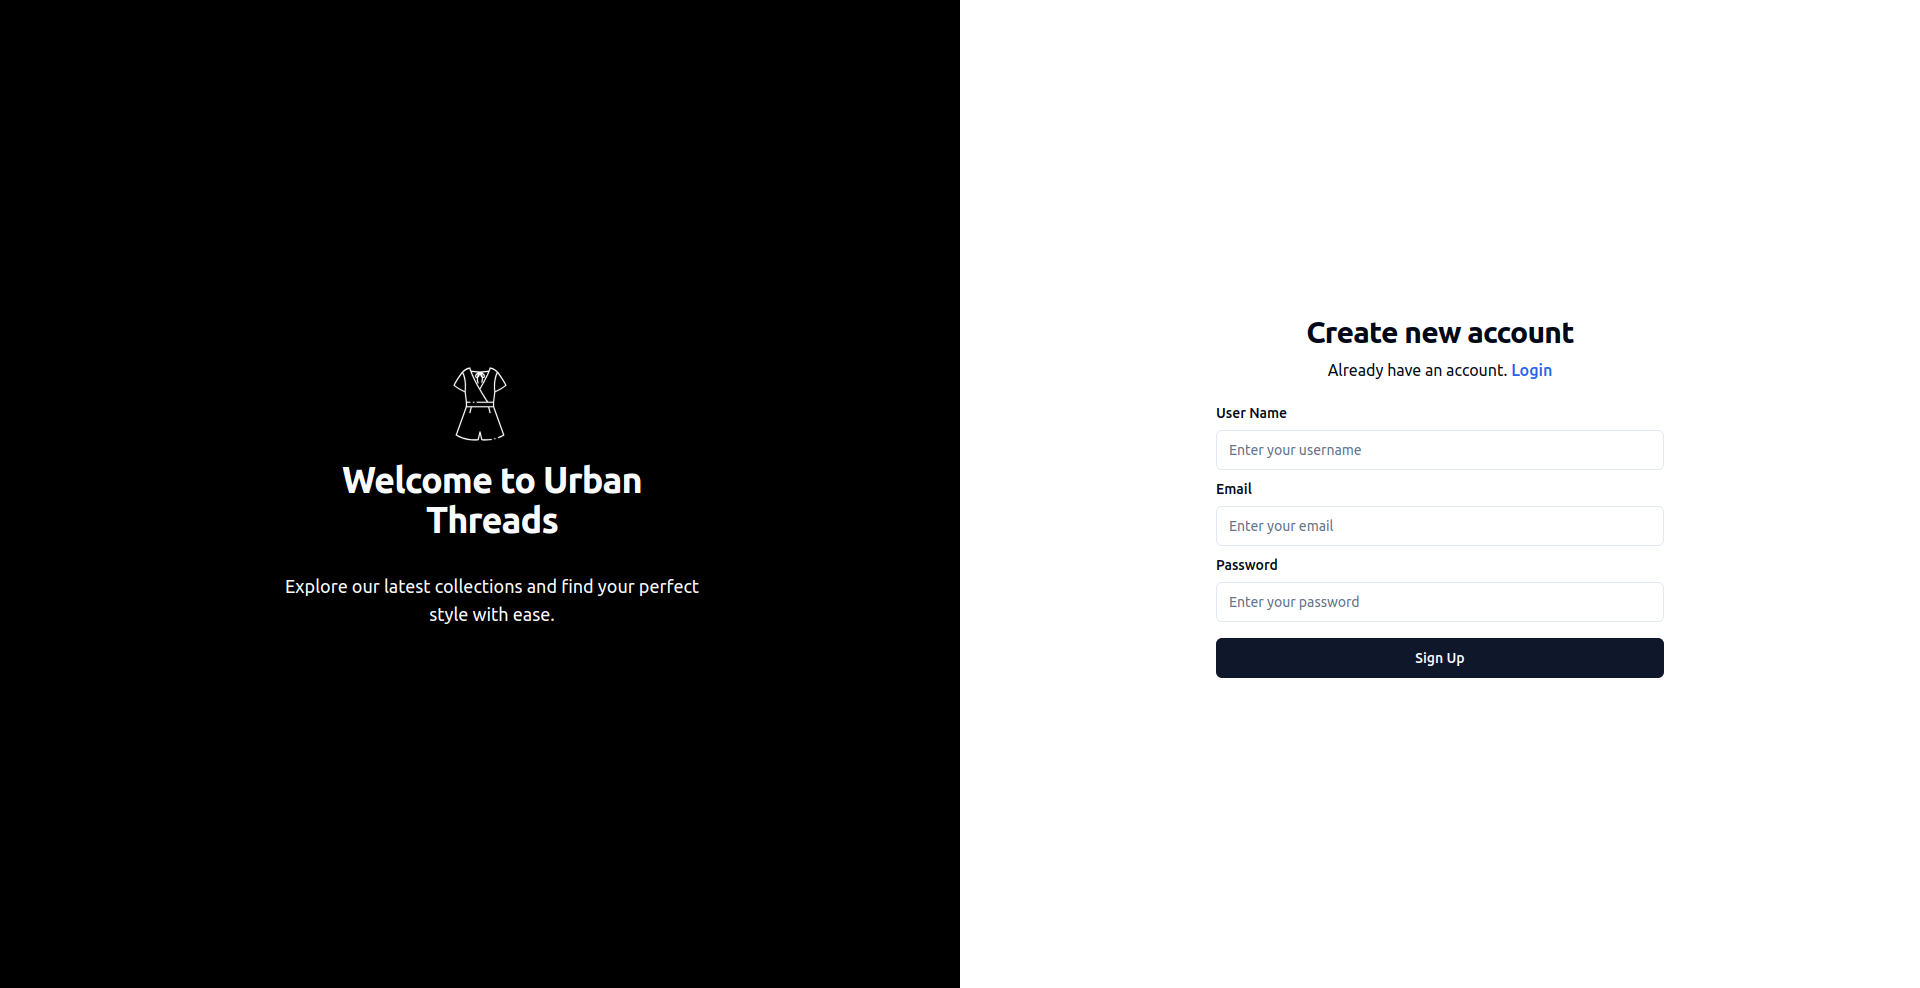 Welcome to Urban
Threads
Explore our latest collections and find your perfect
style with ease.
Create new account
Already have an account. Login
User Name
Enter your username
Email
Enter your email
Password
Enter your password
Sign Up